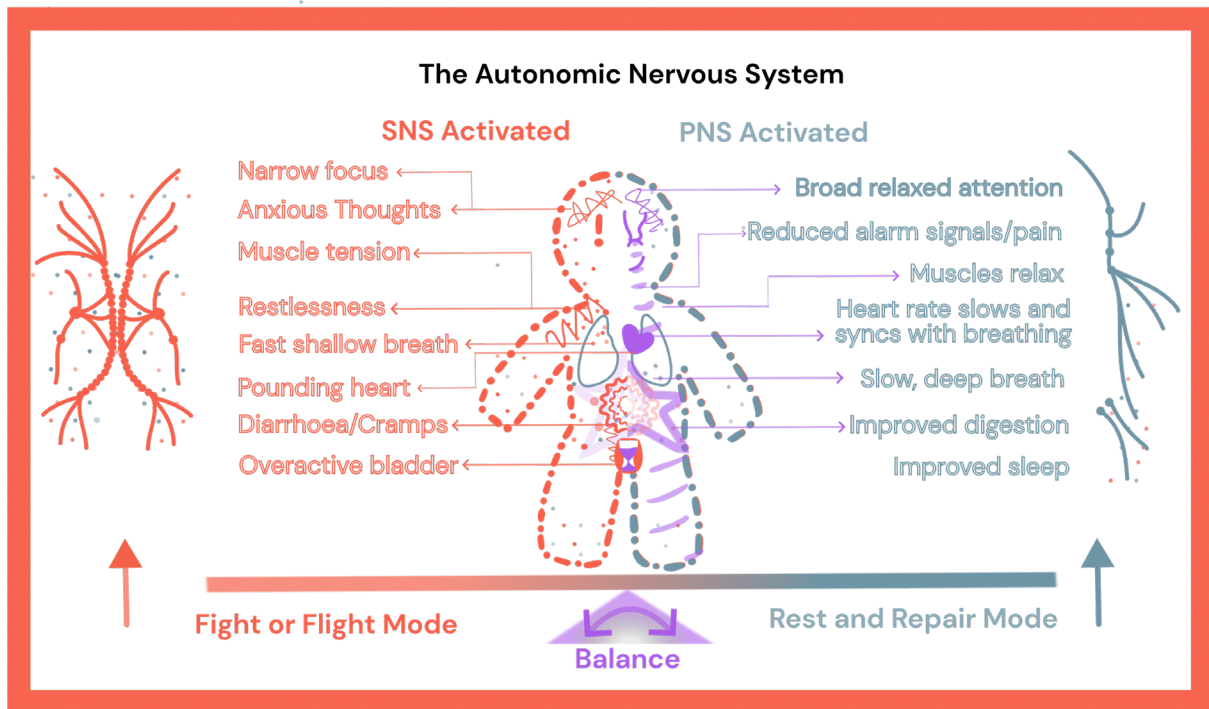 The Autonomic Nervous System
SNS Activated
Narrow focus
Anxious Thoughts
Muscle tension
Restlessness
Fast shallow breath
Pounding heart
Diarrhoea/Cramps
Overactive bladder
PNS Activated
Broad relaxed attention
Reduced alarm signals/pain
Muscles relax
Heart rate slows and
syncs with breathing
Slow, deep breath
Improved digestion
Improved sleep
Fight or Flight Mode
Rest and Repair Mode
Balance